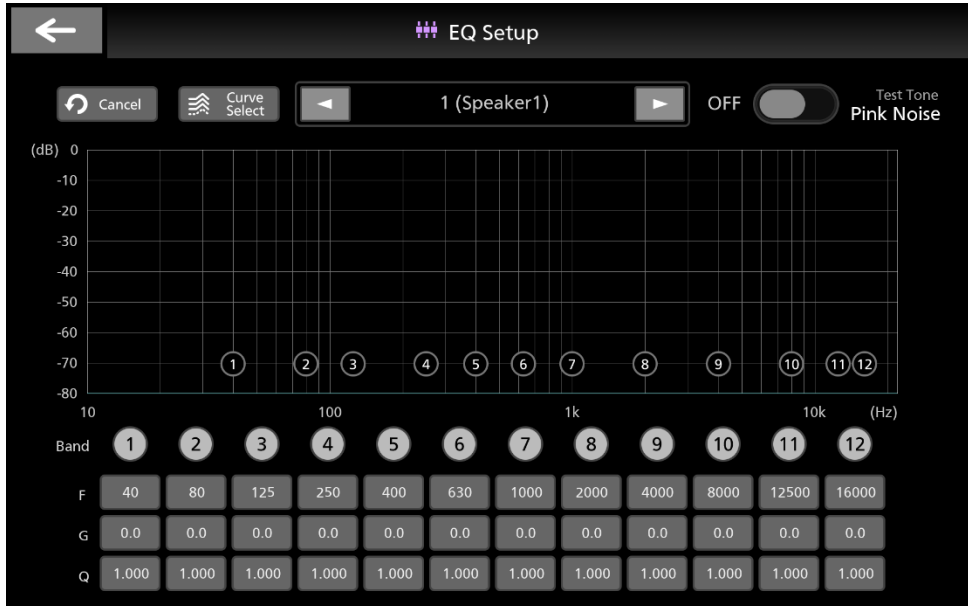 EQ Setup
Cancel
Curve
Select
1 (Speaker1)
OFF
Test Tone
Pink Noise
(dB) 0
-10
-20
-30
-40
-50
-60
-70
1 2 3 4 5 6 7 8 9 10 11 12
-80
10 100 1k 10k (Hz)
Band 1 2 3 4 5 6 7 8 9 10 11 12
F 40 80 125 250 400 630 1000 2000 4000 8000 12500 16000
G 0.0 0.0 0.0 0.0 0.0 0.0 0.0 0.0 0.0 0.0 0.0 0.0
Q 1.000 1.000 1.000 1.000 1.000 1.000 1.000 1.000 1.000 1.000 1.000 1.000